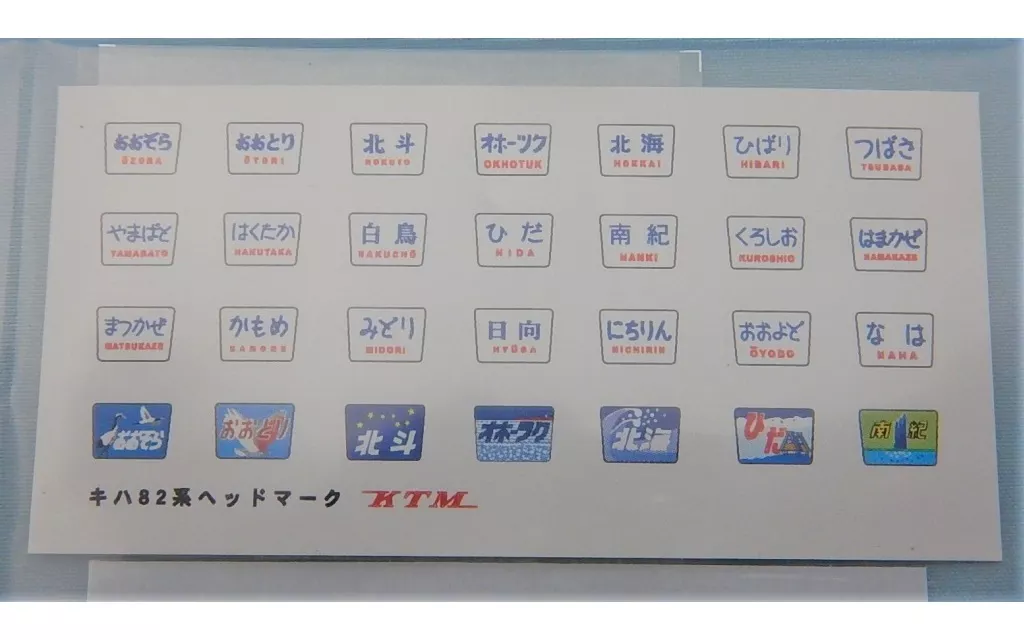 おおぞら おおとり 北斗 オホーツク 北海 ひばり つばさ
ŌZORA ŌTORI HOKUTO OKHOTUK HOKKAI HIBARI TSUBASA
やまばと はくたか 白鳥 ひだ 南紀 くろしお はまかぜ
YAMABATO HAKUTAKA HAKUCHŌ HIDA NANKI KUROSHIO HAMAKAZE
まつかぜ かもめ みどり 日向 にちりん おおよど なは
MATSUKAZE KAMOME MIDORI HYŪGA NICHIRIN ŌYODO NAHA
おおぞら おおとり 北斗 オホーツク 北海 ひだ 南紀
キハ82系ヘッドマーク KTM